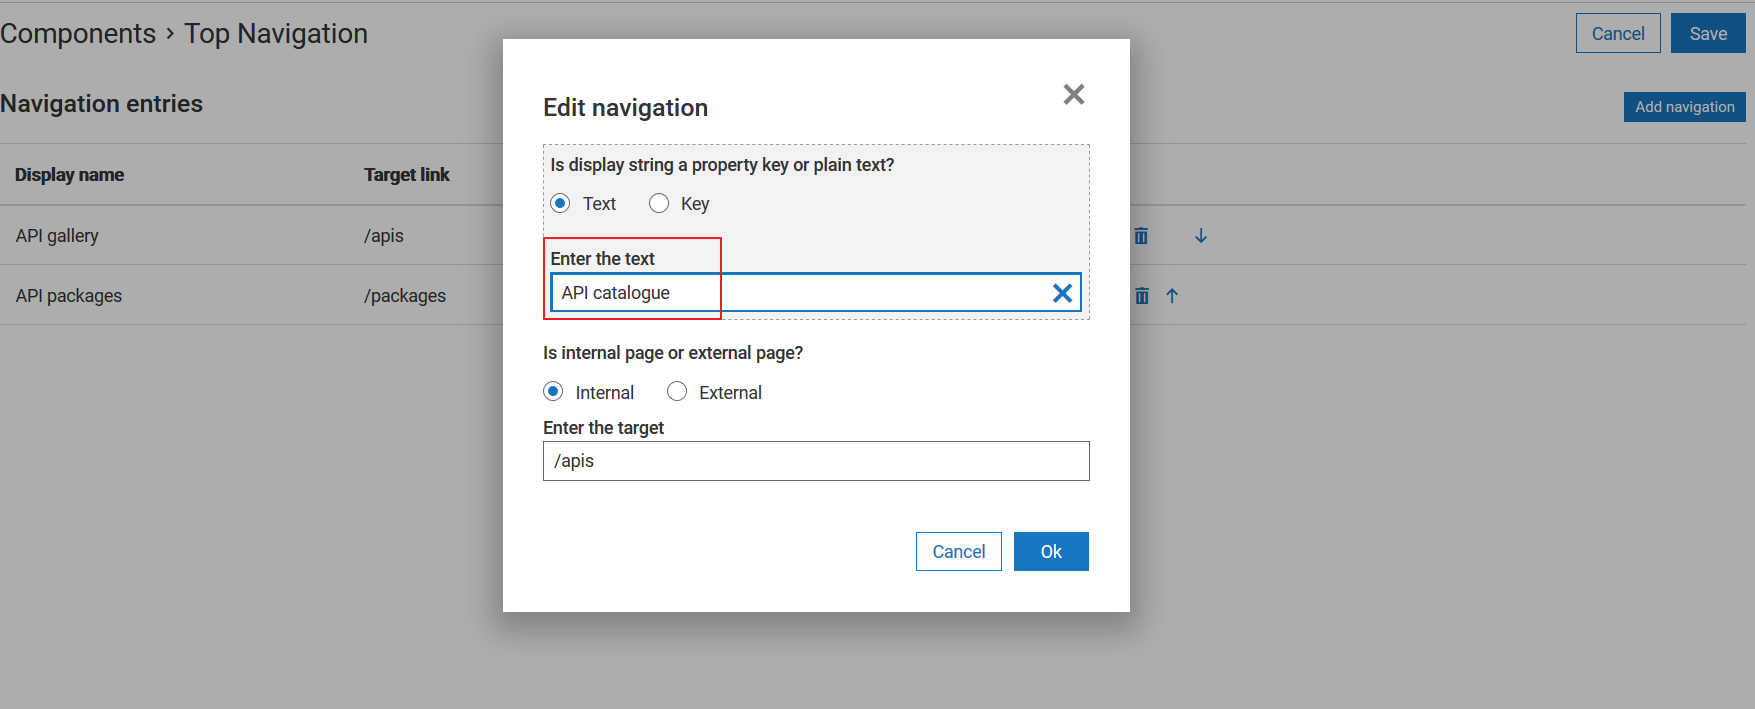 Components › Top Navigation
Cancel
Save
Navigation entries
Add navigation
Display name
Target link
API gallery
/apis
API packages
/packages
Edit navigation
Is display string a property key or plain text?
Text
Key
Enter the text
API catalogue
Is internal page or external page?
Internal
External
Enter the target
/apis
Cancel
Ok